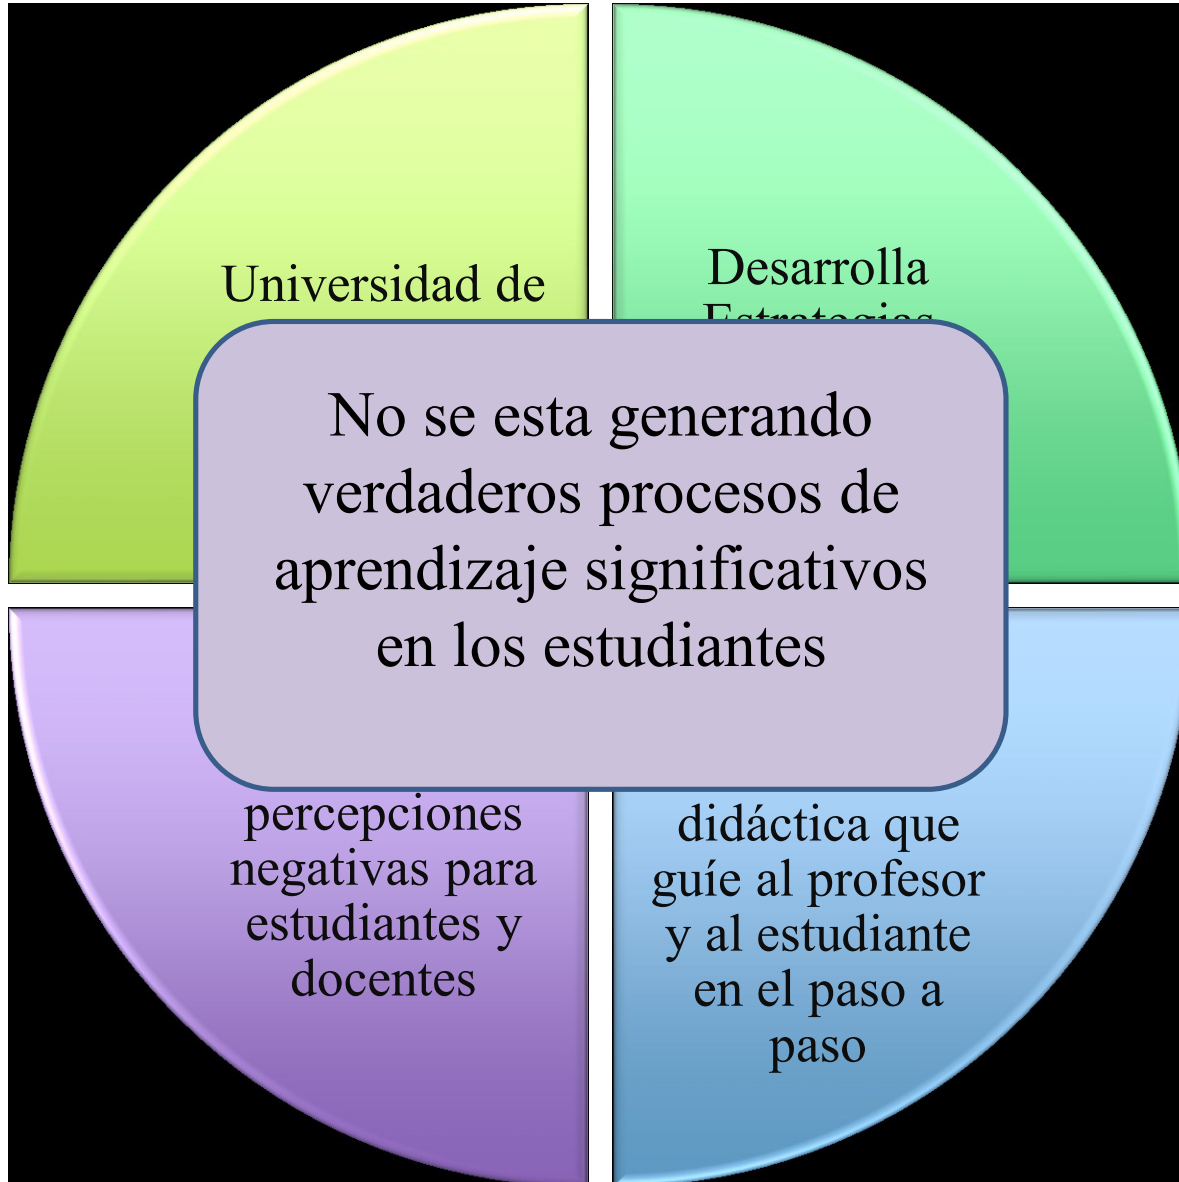 Universidad de
Desarrolla
Estrategias
No se esta generando
verdaderos procesos de
aprendizaje significativos
en los estudiantes
percepciones
negativas para
estudiantes y
docentes
didáctica que
guíe al profesor
y al estudiante
en el paso a
paso